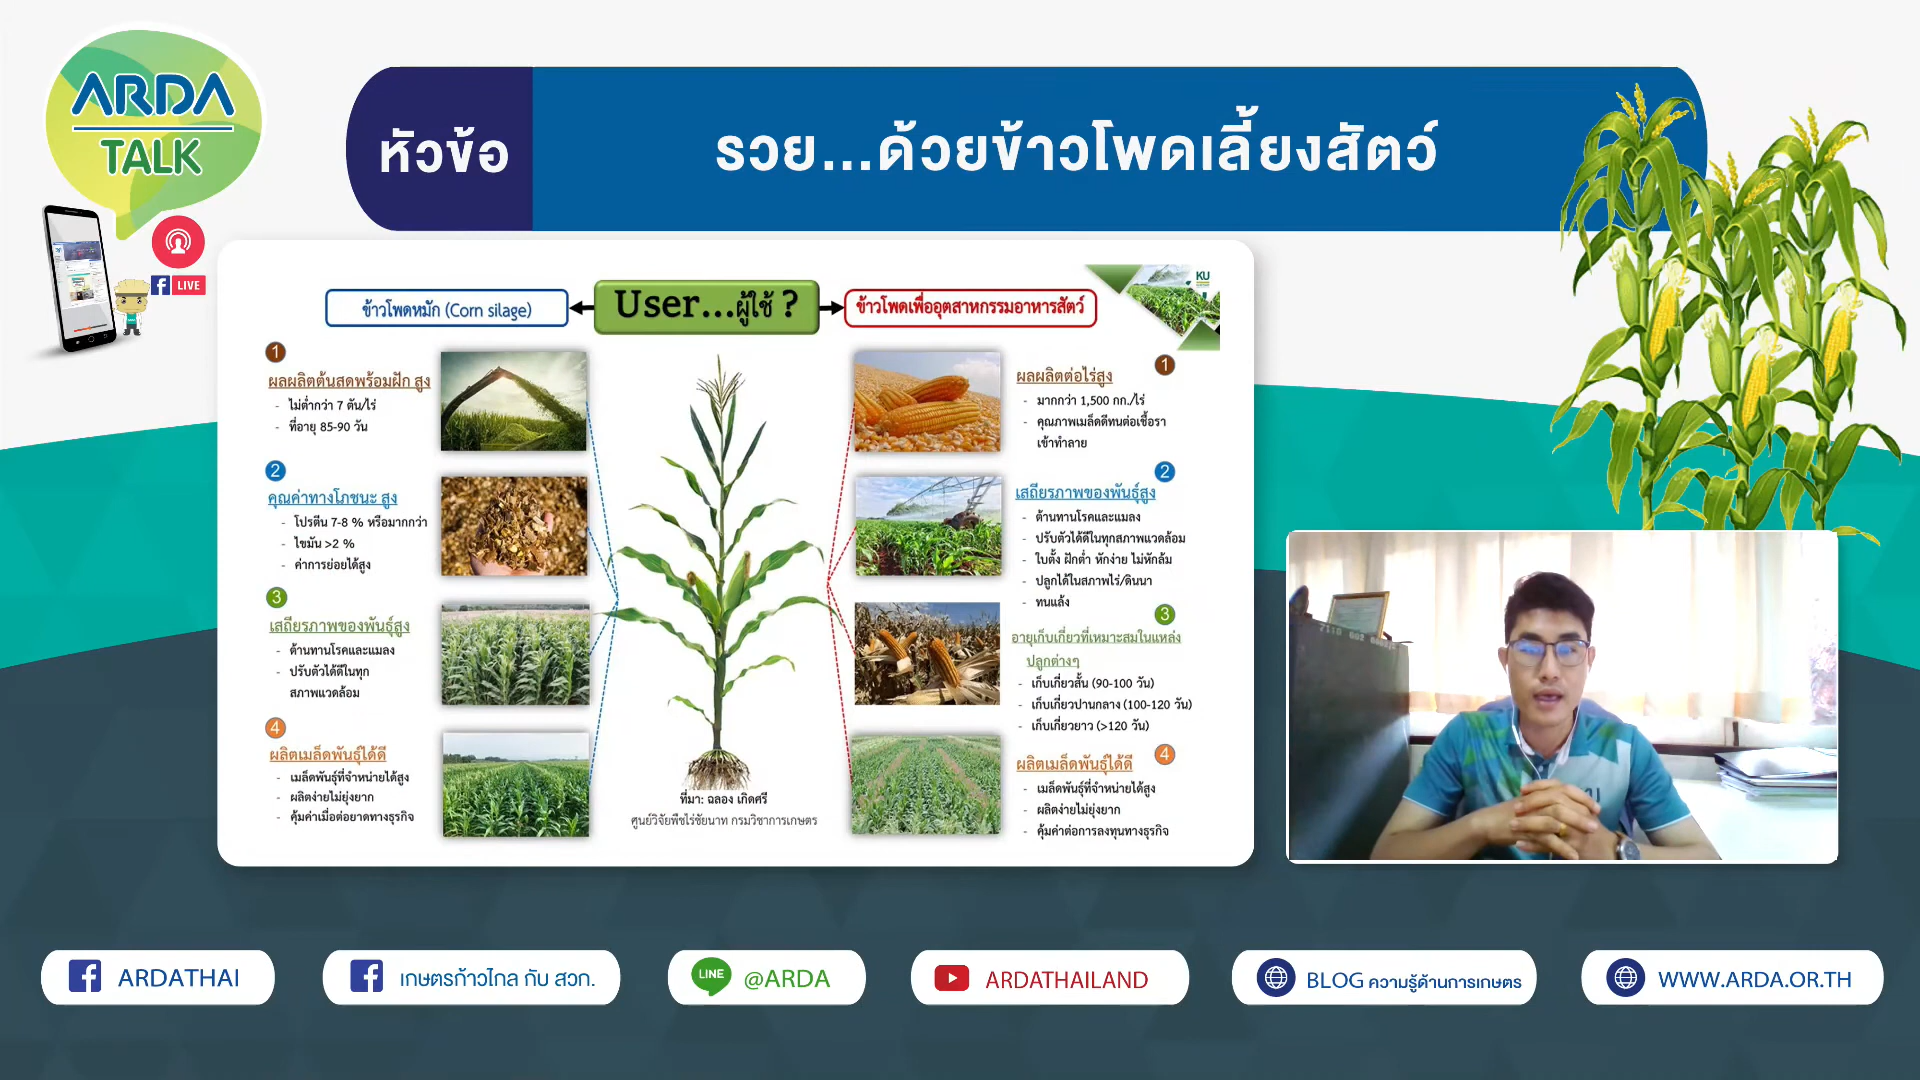 ARDA
TALK
LIVE
หัวข้อ
รวย...ด้วยข้าวโพดเลี้ยงสัตว์
ข้าวโพดหมัก (Corn silage)
User...ผู้ใช้ ?
ข้าวโพดเพื่ออุตสาหกรรมอาหารสัตว์
KU
1
ผลผลิตต้นสดพร้อมฝัก สูง
- ไม่ต่ำกว่า 7 ตัน/ไร่
- ที่อายุ 85-90 วัน
2
คุณค่าทางโภชนะ สูง
- โปรตีน 7-8 % หรือมากกว่า
- ไขมัน >2 %
- ค่าการย่อยได้สูง
3
เสถียรภาพของพันธุ์สูง
- ต้านทานโรคและแมลง
- ปรับตัวได้ดีในทุก
สภาพแวดล้อม
4
ผลิตเมล็ดพันธุ์ได้ดี
- เมล็ดพันธุ์ที่จำหน่ายได้สูง
- ผลิตง่ายไม่ยุ่งยาก
- คุ้มค่าเมื่อต่อยาดทางธุรกิจ
ที่มา: ฉลอง เกิดศรี
ศูนย์วิจัยพืชไร่ชัยนาท กรมวิชาการเกษตร
1
ผลผลิตต่อไร่สูง
- มากกว่า 1,500 กก./ไร่
- คุณภาพเมล็ดดีทนต่อเชื้อรา
เข้าทำลาย
2
เสถียรภาพของพันธุ์สูง
- ต้านทานโรคและแมลง
- ปรับตัวได้ดีในทุกสภาพแวดล้อม
- ใบตั้ง ฝักต่ำ หักง่าย ไม่หักล้ม
- ปลูกได้ในสภาพไร่/ดินนา
- ทนแล้ง
3
อายุเก็บเกี่ยวที่เหมาะสมในแหล่ง
ปลูกต่างๆ
- เก็บเกี่ยวสั้น (90-100 วัน)
- เก็บเกี่ยวปานกลาง (100-120 วัน)
- เก็บเกี่ยวยาว (>120 วัน)
4
ผลิตเมล็ดพันธุ์ได้ดี
- เมล็ดพันธุ์ที่จำหน่ายได้สูง
- ผลิตง่ายไม่ยุ่งยาก
- คุ้มค่าต่อการลงทุนทางธุรกิจ
ARDATHAI
เกษตรก้าวไกล กับ สวก.
LINE @ARDA
ARDATHAILAND
BLOG ความรู้ด้านการเกษตร
WWW.ARDA.OR.TH